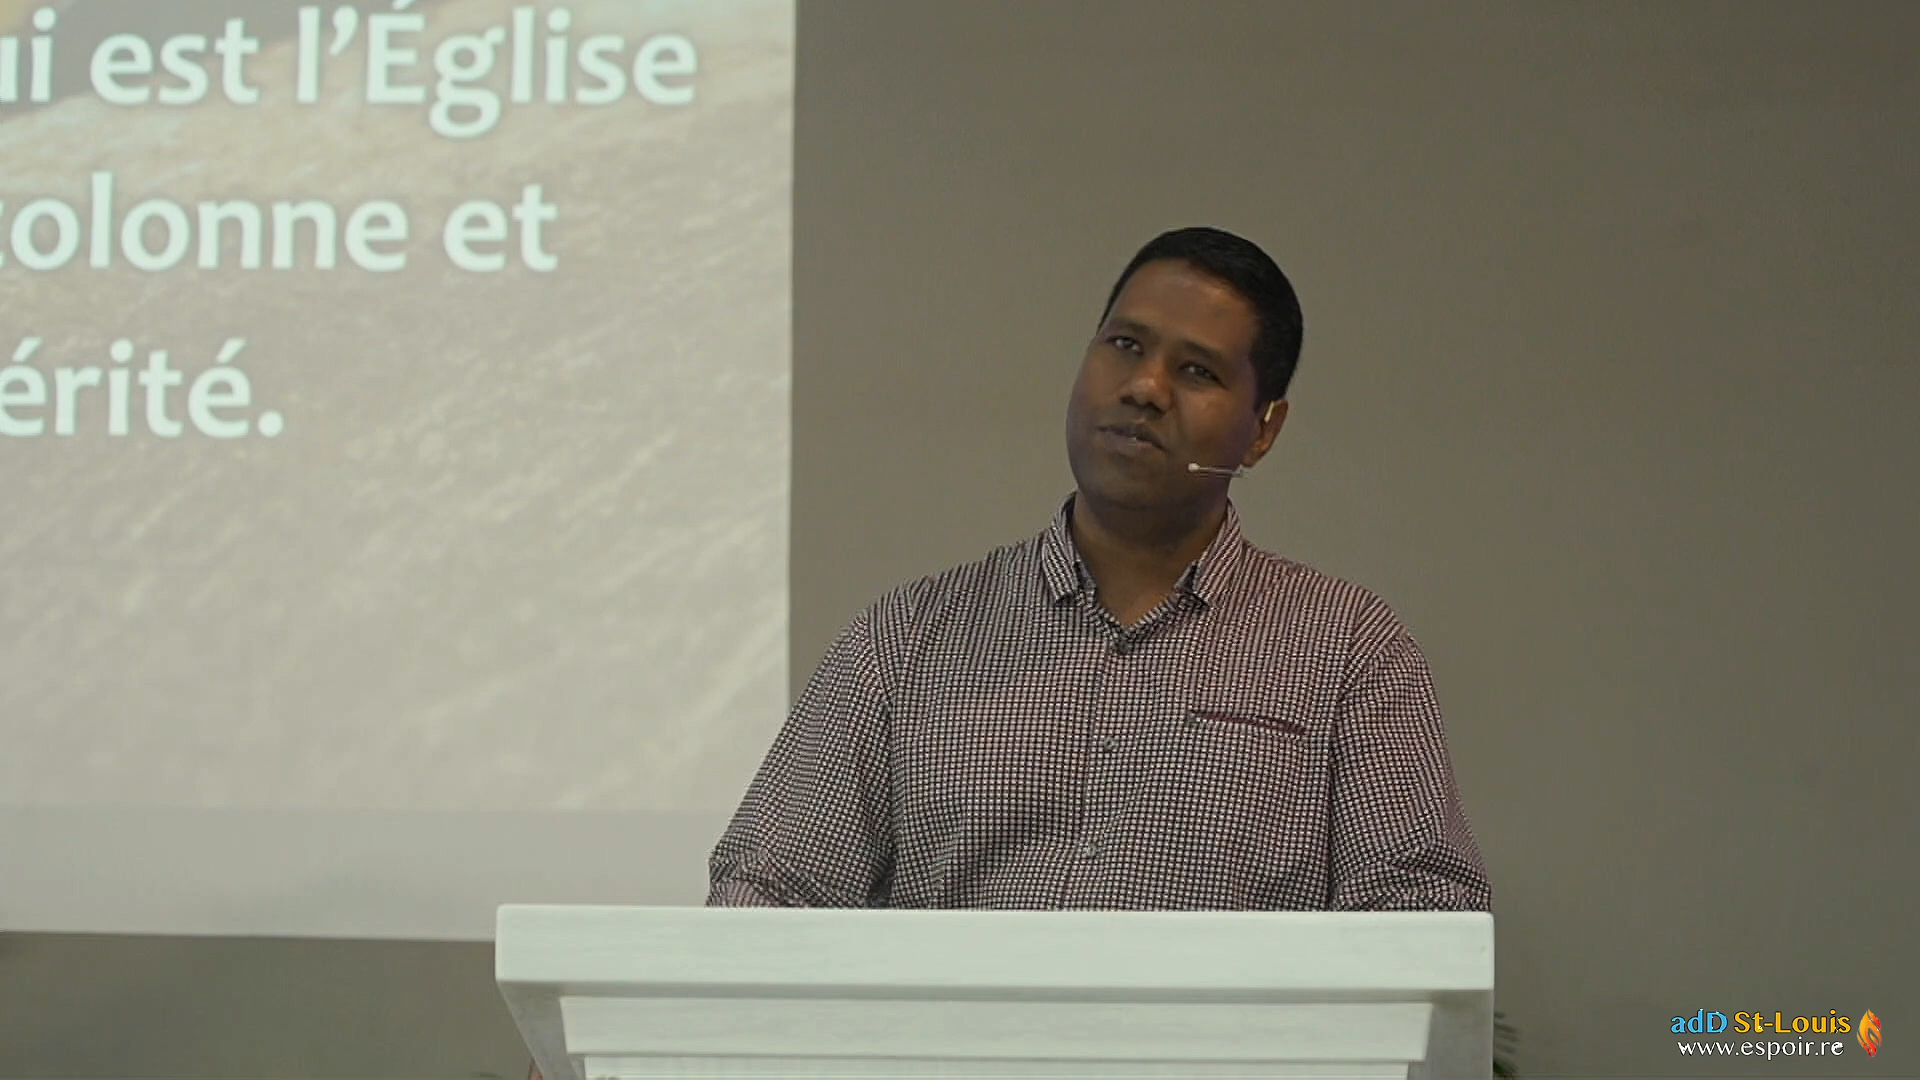 ui est l’Église
colonne et
érité.
adD St-Louis
www.espoir.re